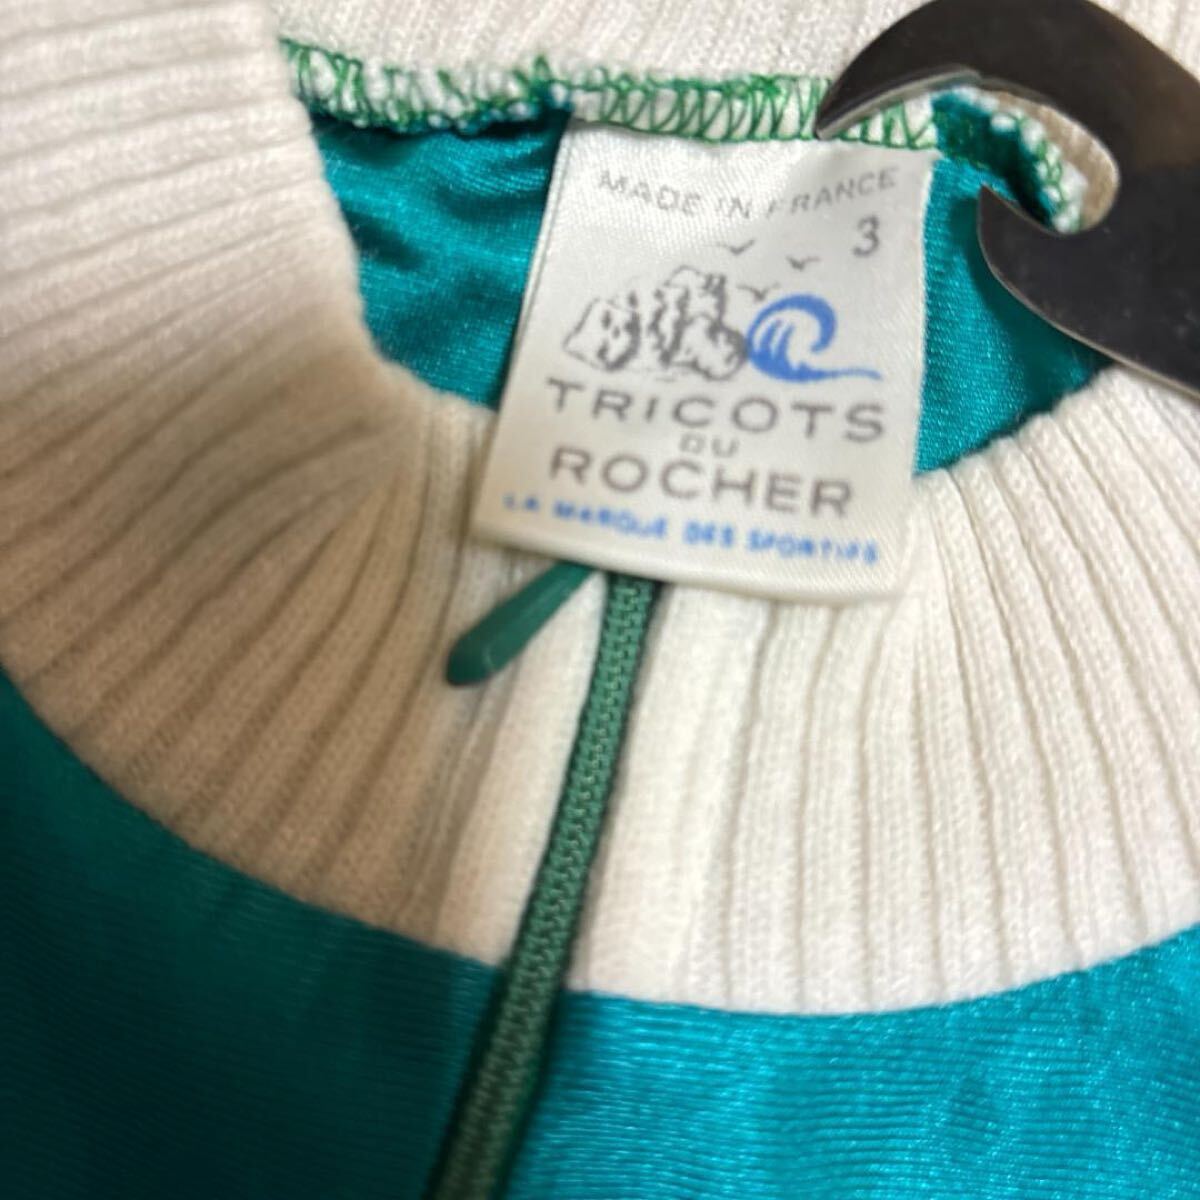 MADE IN FRANCE
3
TRICOTS
DU
ROCHER
LA MARQUE DES SPORTIFS